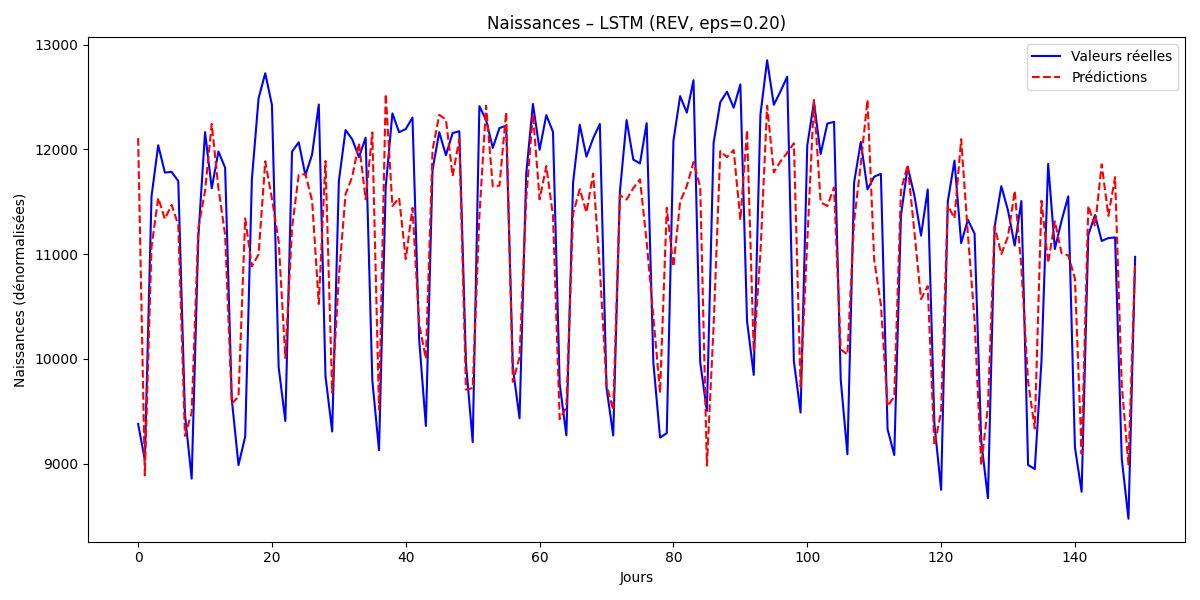 Naissances – LSTM (REV, eps=0.20)
Valeurs réelles
Prédictions
Naissances (dénormalisées)
13000
12000
11000
10000
9000
0 20 40 60 80 100 120 140
Jours